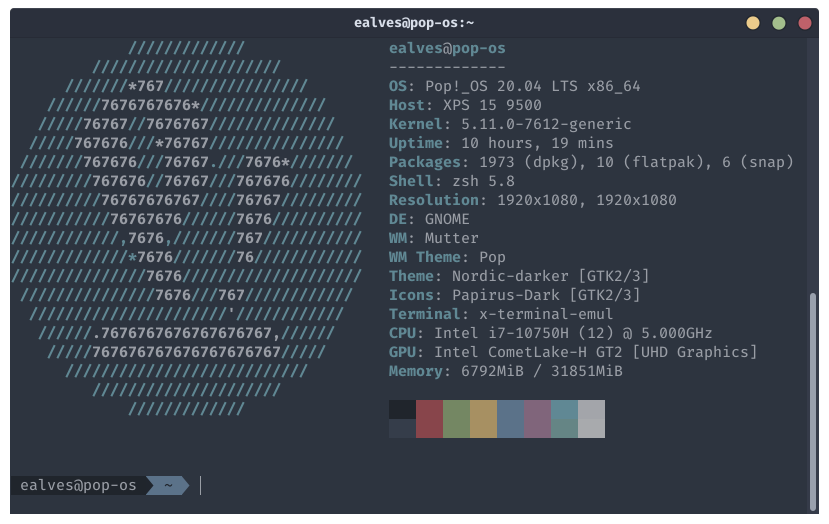 ealves@pop-os:~
/////////////
/////////////////////
///////*767////////////////
//////7676767676*//////////////
/////76767//7676767//////////////
/////767676///*76767///////////////
///////767676///76767.///7676*///////
/////////767676//76767///767676////////
//////////76767676767////76767/////////
///////////76767676//////7676//////////
////////////,7676,///////767///////////
/////////////*7676///////76////////////
///////////////7676////////////////////
///////////////7676///767////////////
//////////////////////'////////////
//////.7676767676767676767,//////
/////767676767676767676767/////
///////////////////////////
/////////////////////
/////////////
ealves@pop-os
-------------
OS: Pop!_OS 20.04 LTS x86_64
Host: XPS 15 9500
Kernel: 5.11.0-7612-generic
Uptime: 10 hours, 19 mins
Packages: 1973 (dpkg), 10 (flatpak), 6 (snap)
Shell: zsh 5.8
Resolution: 1920x1080, 1920x1080
DE: GNOME
WM: Mutter
WM Theme: Pop
Theme: Nordic-darker [GTK2/3]
Icons: Papirus-Dark [GTK2/3]
Terminal: x-terminal-emul
CPU: Intel i7-10750H (12) @ 5.000GHz
GPU: Intel CometLake-H GT2 [UHD Graphics]
Memory: 6792MiB / 31851MiB
ealves@pop-os ~